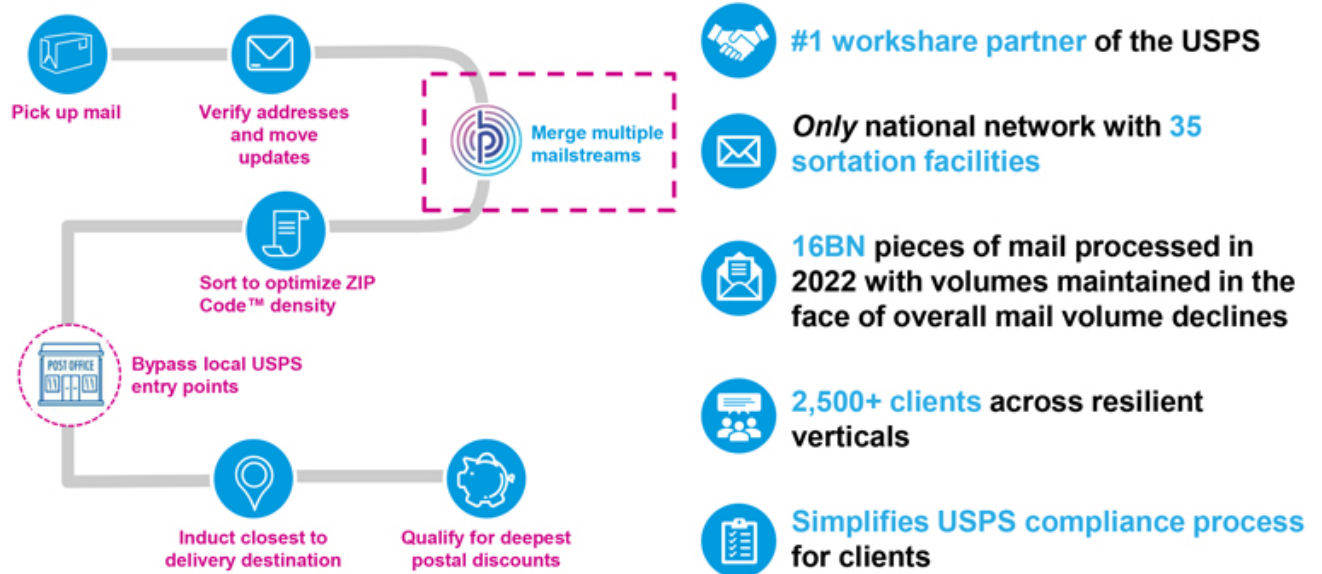 Pick up mail
Verify addresses
and move
updates
Merge multiple
mailstreams
Sort to optimize ZIP
Code™ density
POST OFFICE
Bypass local USPS
entry points
Induct closest to
delivery destination
Qualify for deepest
postal discounts
#1 workshare partner of the USPS
Only national network with 35
sortation facilities
16BN pieces of mail processed in
2022 with volumes maintained in the
face of overall mail volume declines
2,500+ clients across resilient
verticals
Simplifies USPS compliance process
for clients